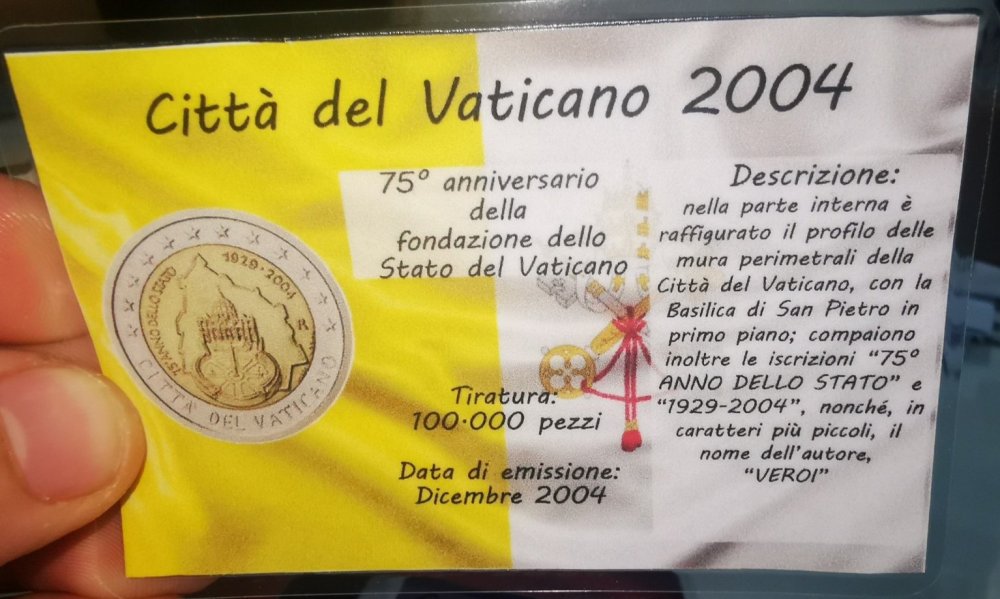 Città del Vaticano 2004
75° anniversario
della
fondazione dello
Stato del Vaticano
Tiratura:
100.000 pezzi
Data di emissione:
Dicembre 2004
Descrizione:
nella parte interna è
raffigurato il profilo delle
mura perimetrali della
Città del Vaticano, con la
Basilica di San Pietro in
primo piano; compaiono
inoltre le iscrizioni “75°
ANNO DELLO STATO” e
“1929-2004”, nonché, in
caratteri più piccoli, il
nome dell'autore,
“VEROI”
75 ANNO DELLO STATO
1929·2004
R
CITTA' DEL VATICANO